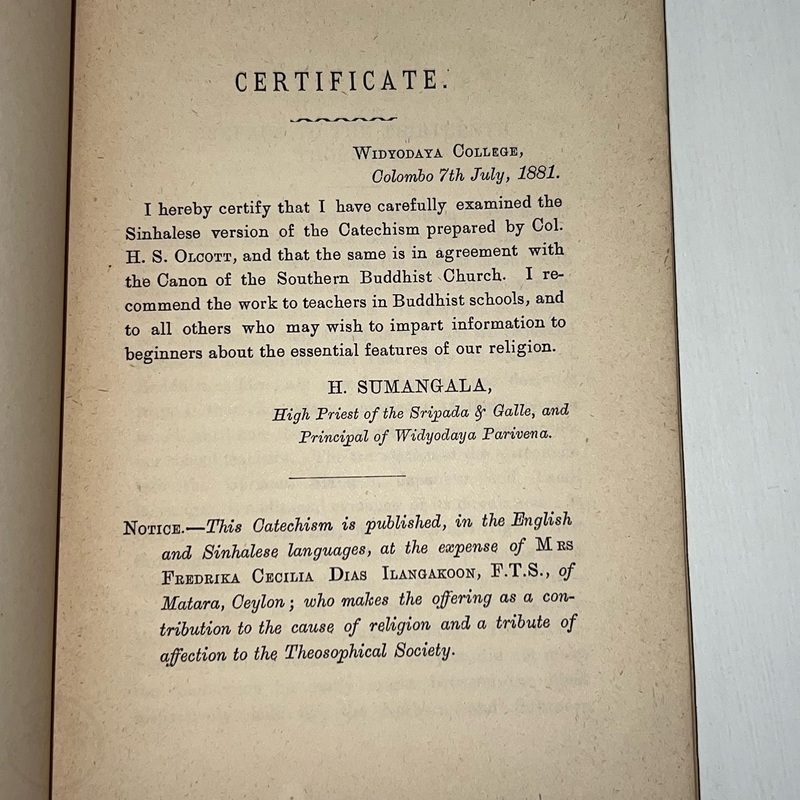 CERTIFICATE.
WIDYODAYA COLLEGE,
Colombo 7th July, 1881.
I hereby certify that I have carefully examined the
Sinhalese version of the Catechism prepared by Col.
H. S. OLCOTT, and that the same is in agreement with
the Canon of the Southern Buddhist Church. I re-
commend the work to teachers in Buddhist schools, and
to all others who may wish to impart information to
beginners about the essential features of our religion.
H. SUMANGALA,
High Priest of the Sripada & Galle, and
Principal of Widyodaya Parivena.
NOTICE.—This Catechism is published, in the English
and Sinhalese languages, at the expense of MRS
FREDRIKA CECILIA DIAS ILANGAKOON, F.T.S., of
Matara, Ceylon; who makes the offering as a con-
tribution to the cause of religion and a tribute of
affection to the Theosophical Society.